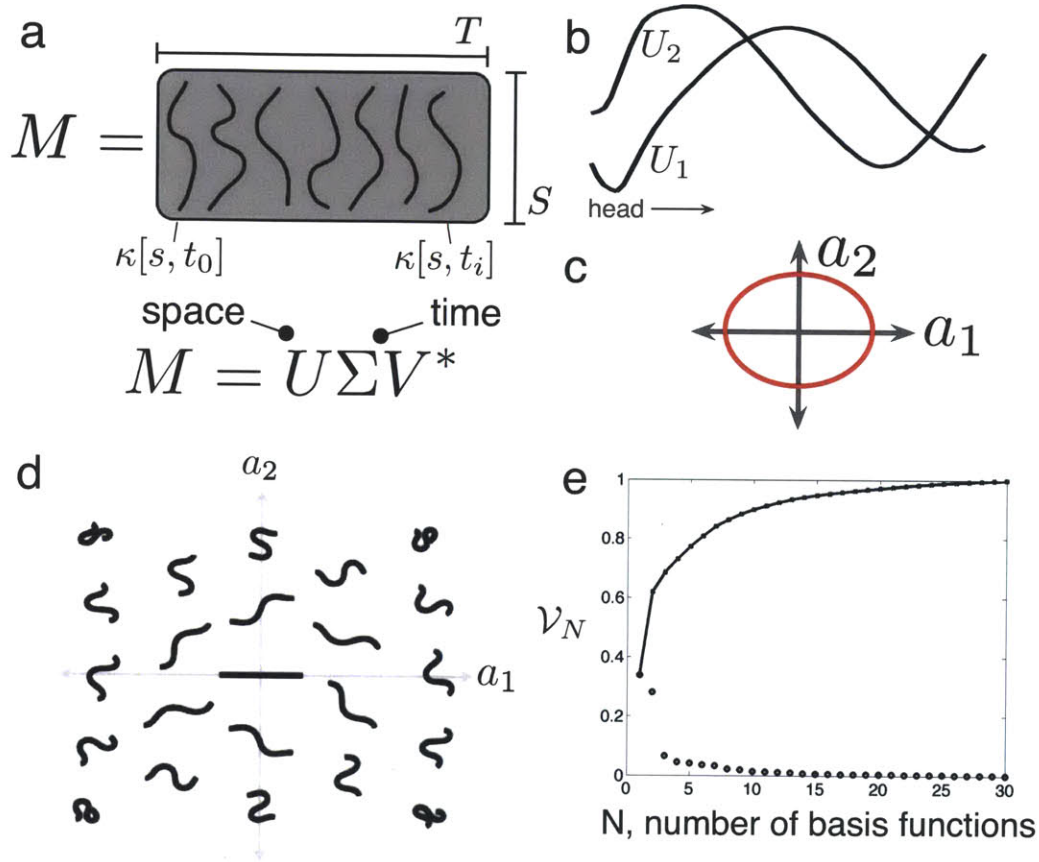 a
T
M =
S
κ[s, t₀]
κ[s, tᵢ]
space
time
M = UΣV*
b
U₂
U₁
head
c
a₂
a₁
d
a₂
a₁
e
1
0.8
0.6
0.4
0.2
0
𝒱_N
0 5 10 15 20 25 30
N, number of basis functions